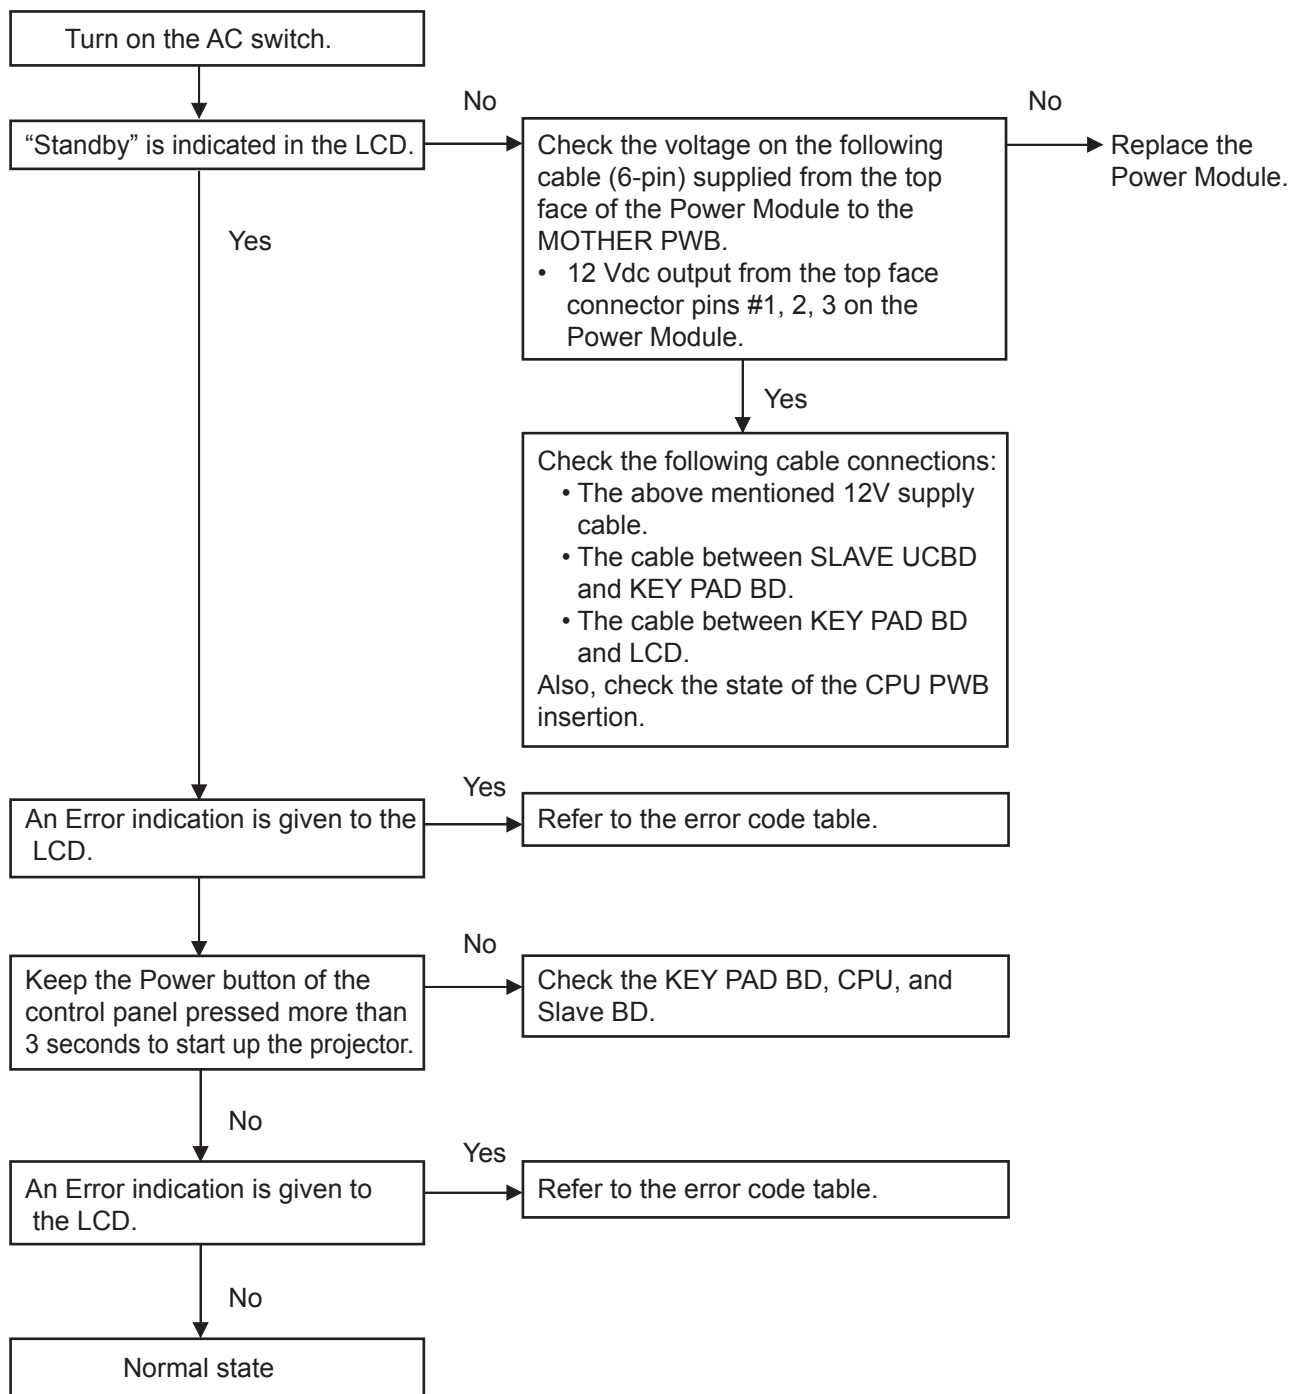 Turn on the AC switch.
No
No
“Standby” is indicated in the LCD.
Check the voltage on the following
cable (6-pin) supplied from the top
face of the Power Module to the
MOTHER PWB.
• 12 Vdc output from the top face
connector pins #1, 2, 3 on the
Power Module.
Replace the
Power Module.
Yes
Yes
Check the following cable connections:
• The above mentioned 12V supply
cable.
• The cable between SLAVE UCBD
and KEY PAD BD.
• The cable between KEY PAD BD
and LCD.
Also, check the state of the CPU PWB
insertion.
Yes
An Error indication is given to the
LCD.
Refer to the error code table.
No
Keep the Power button of the
control panel pressed more than
3 seconds to start up the projector.
Check the KEY PAD BD, CPU, and
Slave BD.
No
Yes
An Error indication is given to
the LCD.
Refer to the error code table.
No
Normal state